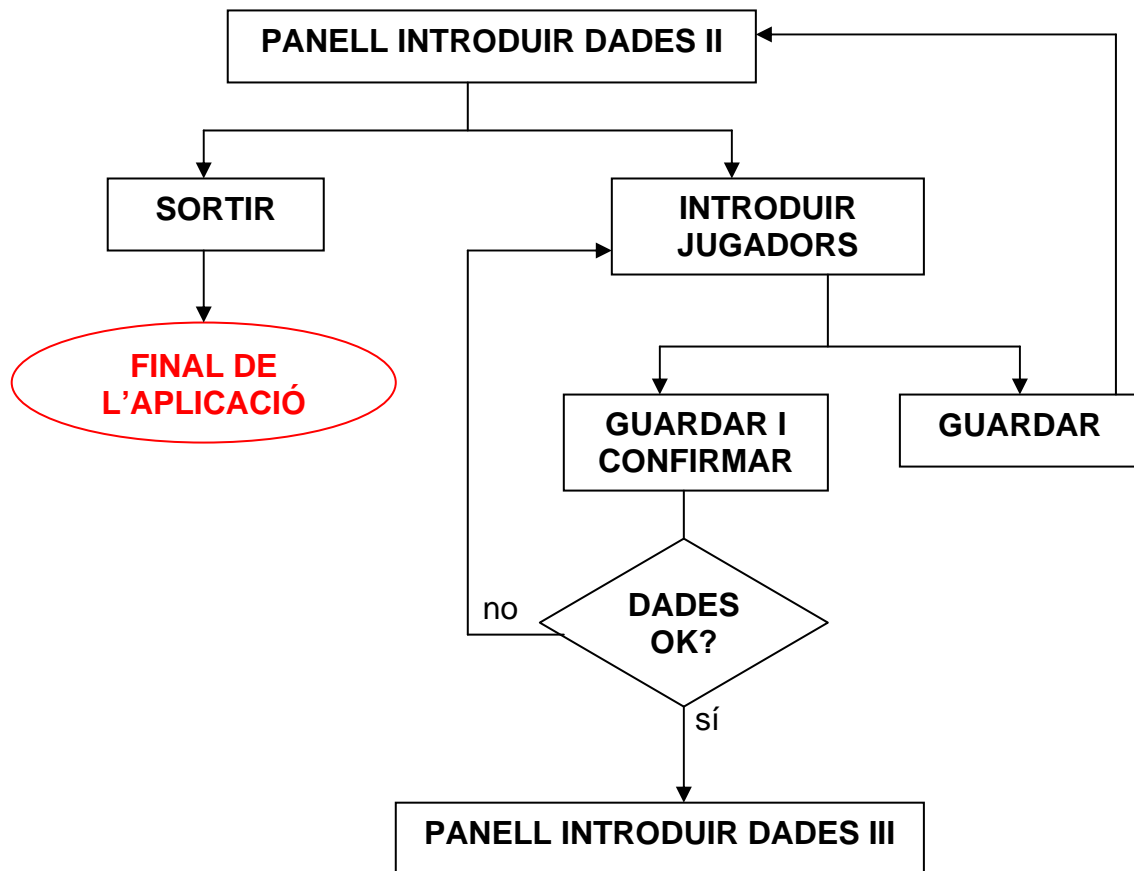 PANELL INTRODUIR DADES II
SORTIR
INTRODUIR
JUGADORS
FINAL DE
L'APLICACIÓ
GUARDAR I
CONFIRMAR
GUARDAR
no
DADES
OK?
sí
PANELL INTRODUIR DADES III